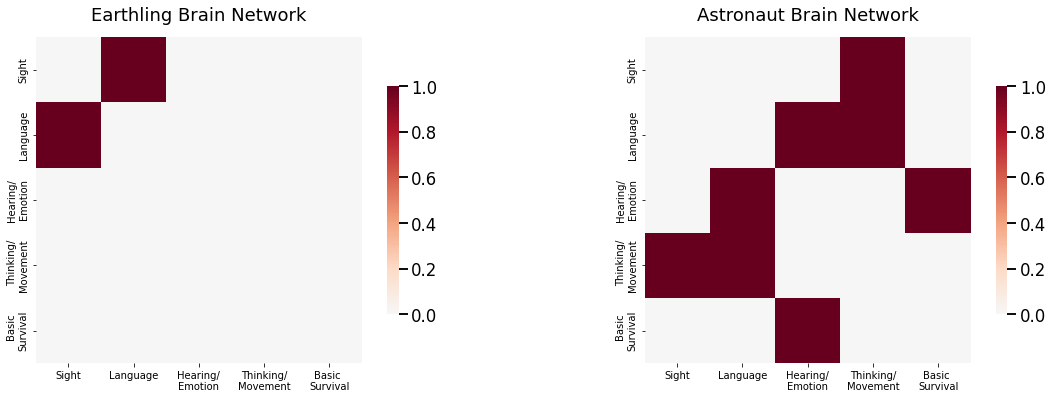 Earthling Brain Network
Sight
Language
Hearing/
Emotion
Thinking/
Movement
Basic
Survival
Sight
Language
Hearing/
Emotion
Thinking/
Movement
Basic
Survival
1.0
0.8
0.6
0.4
0.2
0.0
Astronaut Brain Network
Sight
Language
Hearing/
Emotion
Thinking/
Movement
Basic
Survival
Sight
Language
Hearing/
Emotion
Thinking/
Movement
Basic
Survival
1.0
0.8
0.6
0.4
0.2
0.0